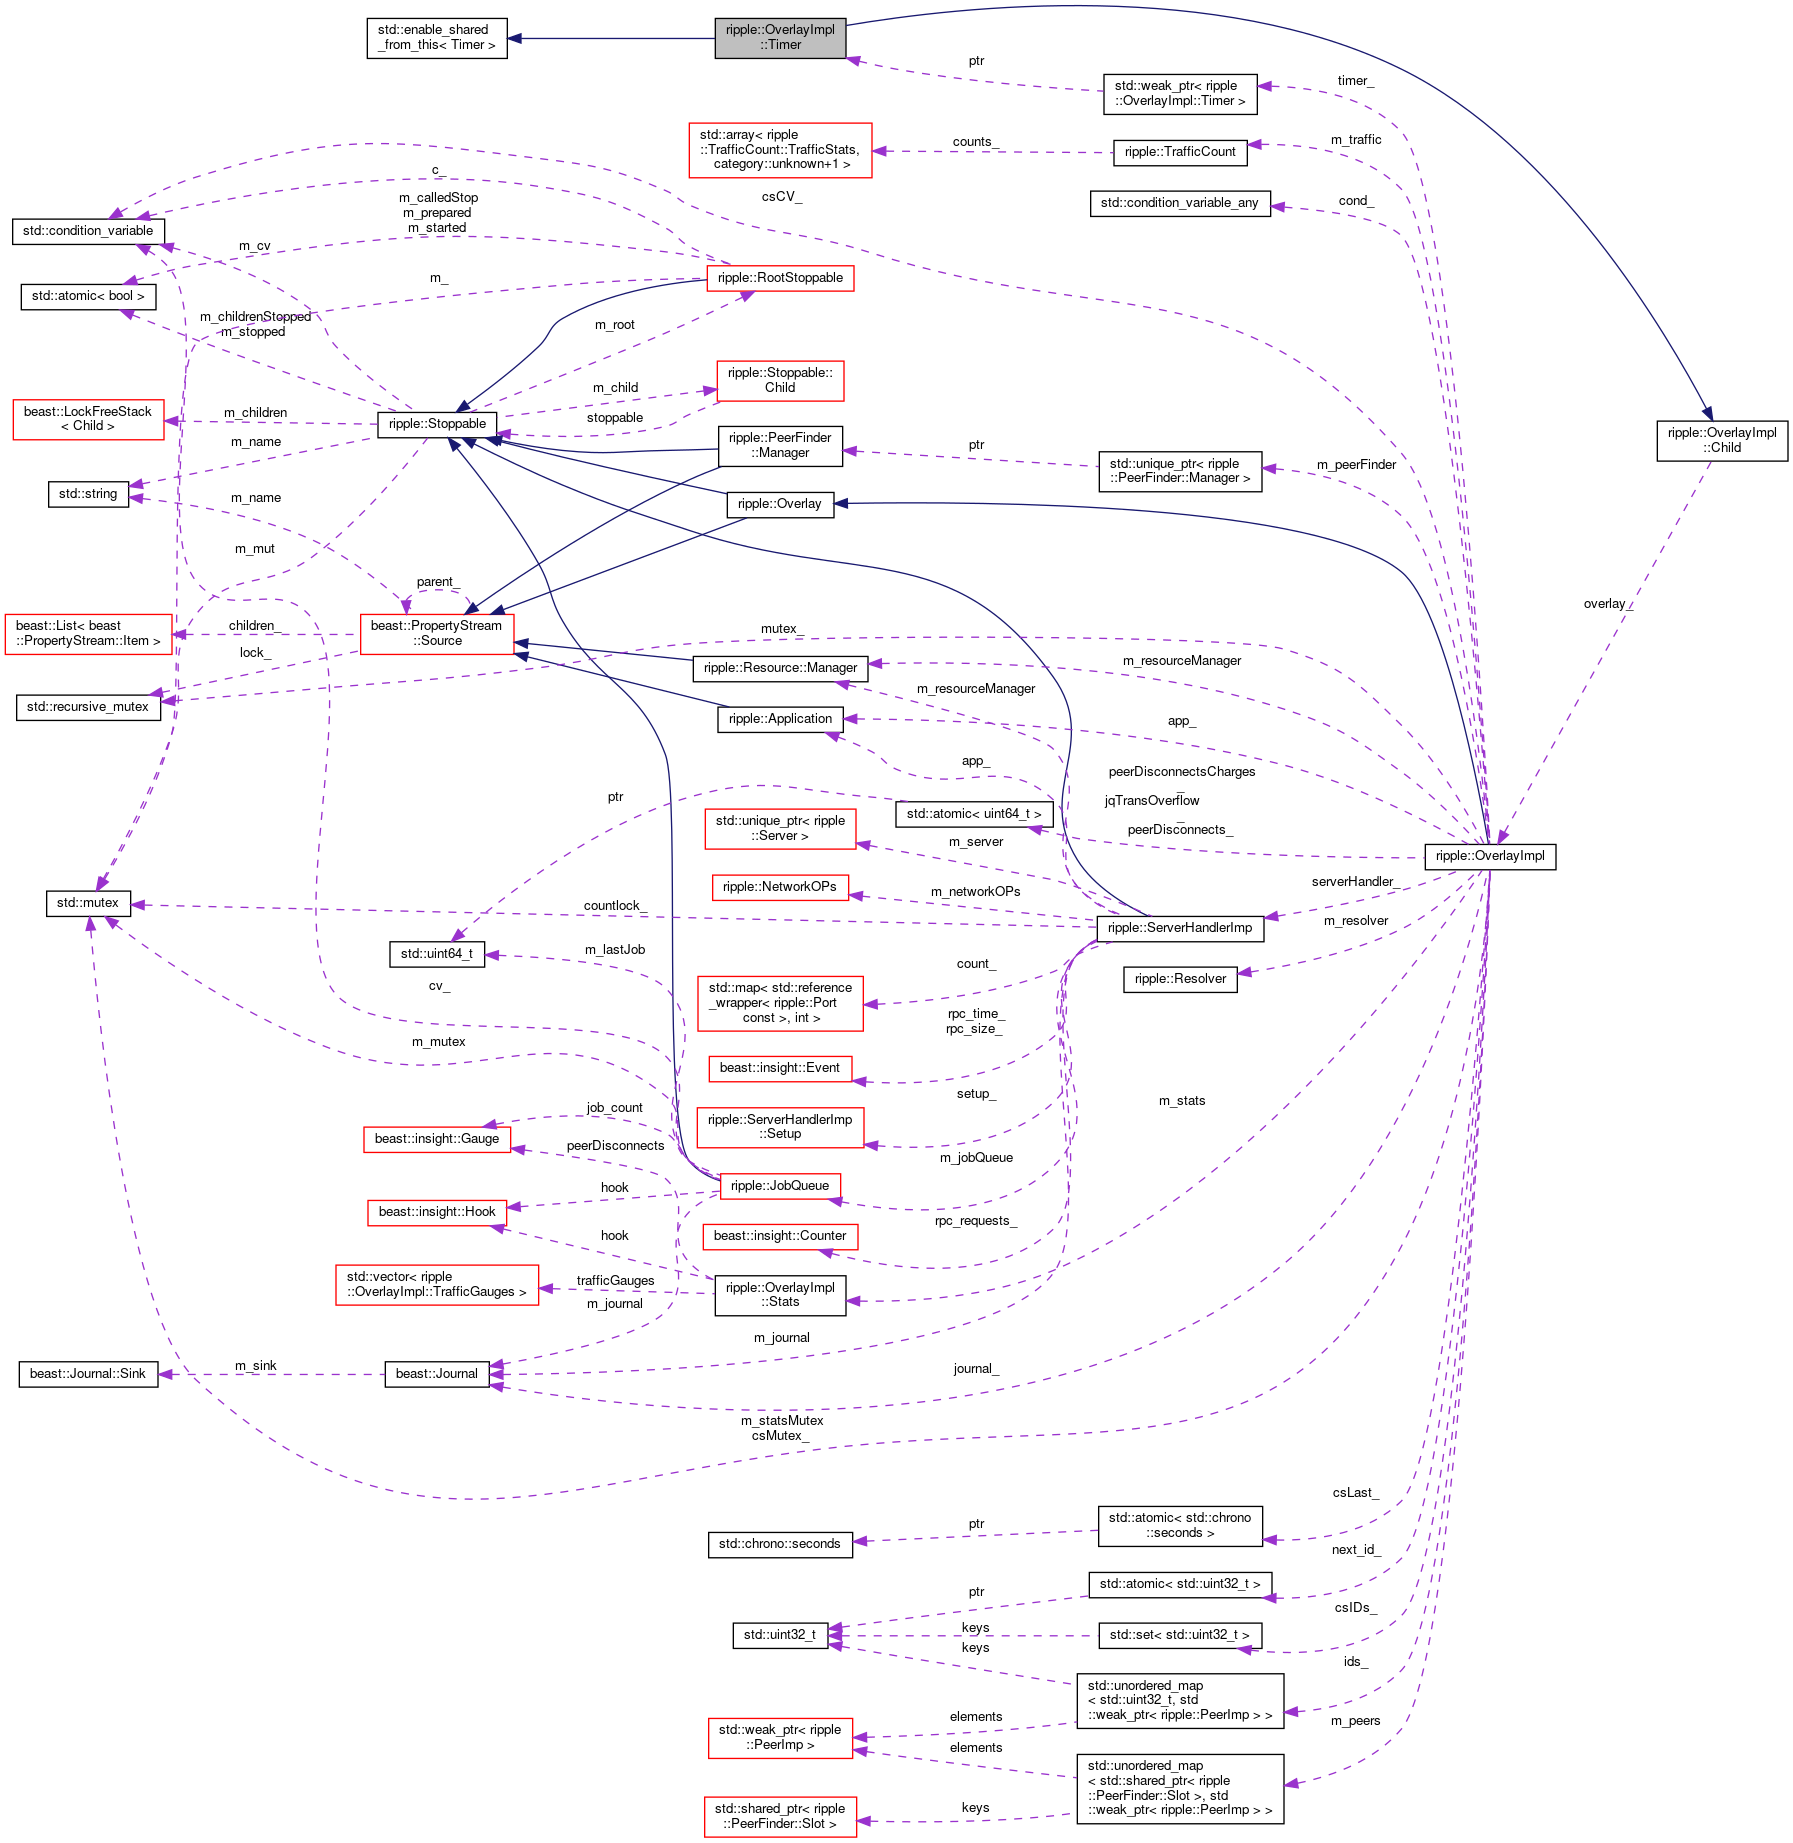 std::enable_shared
_from_this< Timer >
ripple::OverlayImpl
::Timer
ptr
std::weak_ptr< ripple
::OverlayImpl::Timer >
timer_
std::array< ripple
::TrafficCount::TrafficStats,
category::unknown+1 >
counts_
ripple::TrafficCount
m_traffic
c_
csCV_
std::condition_variable_any
cond_
m_calledStop
m_prepared
m_started
std::condition_variable
m_cv
m_
ripple::RootStoppable
std::atomic< bool >
m_childrenStopped
m_stopped
m_root
ripple::Stoppable::
Child
m_child
stoppable
beast::LockFreeStack
< Child >
m_children
ripple::Stoppable
m_name
ripple::PeerFinder
::Manager
ptr
std::unique_ptr< ripple
::PeerFinder::Manager >
m_peerFinder
ripple::OverlayImpl
::Child
std::string
m_name
ripple::Overlay
m_mut
parent_
overlay_
beast::List< beast
::PropertyStream::Item >
children_
beast::PropertyStream
::Source
mutex_
lock_
ripple::Resource::Manager
m_resourceManager
m_resourceManager
std::recursive_mutex
ripple::Application
app_
app_
ptr
peerDisconnectsCharges
_
jqTransOverflow
_
peerDisconnects_
std::atomic< uint64_t >
std::unique_ptr< ripple
::Server >
m_server
ripple::OverlayImpl
ripple::NetworkOPs
m_networkOPs
serverHandler_
std::mutex
countlock_
ripple::ServerHandlerImp
m_resolver
std::uint64_t
m_lastJob
count_
ripple::Resolver
std::map< std::reference
_wrapper< ripple::Port
const >, int >
cv_
rpc_time_
rpc_size_
m_mutex
beast::insight::Event
setup_
m_stats
job_count
ripple::ServerHandlerImp
::Setup
beast::insight::Gauge
peerDisconnects
m_jobQueue
hook
ripple::JobQueue
beast::insight::Hook
rpc_requests_
hook
beast::insight::Counter
std::vector< ripple
::OverlayImpl::TrafficGauges >
trafficGauges
ripple::OverlayImpl
::Stats
m_journal
m_journal
beast::Journal::Sink
m_sink
beast::Journal
journal_
m_statsMutex
csMutex_
csLast_
std::chrono::seconds
ptr
std::atomic< std::chrono
::seconds >
next_id_
ptr
std::atomic< std::uint32_t >
csIDs_
std::uint32_t
keys
std::set< std::uint32_t >
keys
ids_
std::unordered_map
< std::uint32_t, std
::weak_ptr< ripple::PeerImp > >
elements
m_peers
std::weak_ptr< ripple
::PeerImp >
elements
std::unordered_map
< std::shared_ptr< ripple
::PeerFinder::Slot >, std
::weak_ptr< ripple::PeerImp > >
keys
std::shared_ptr< ripple
::PeerFinder::Slot >